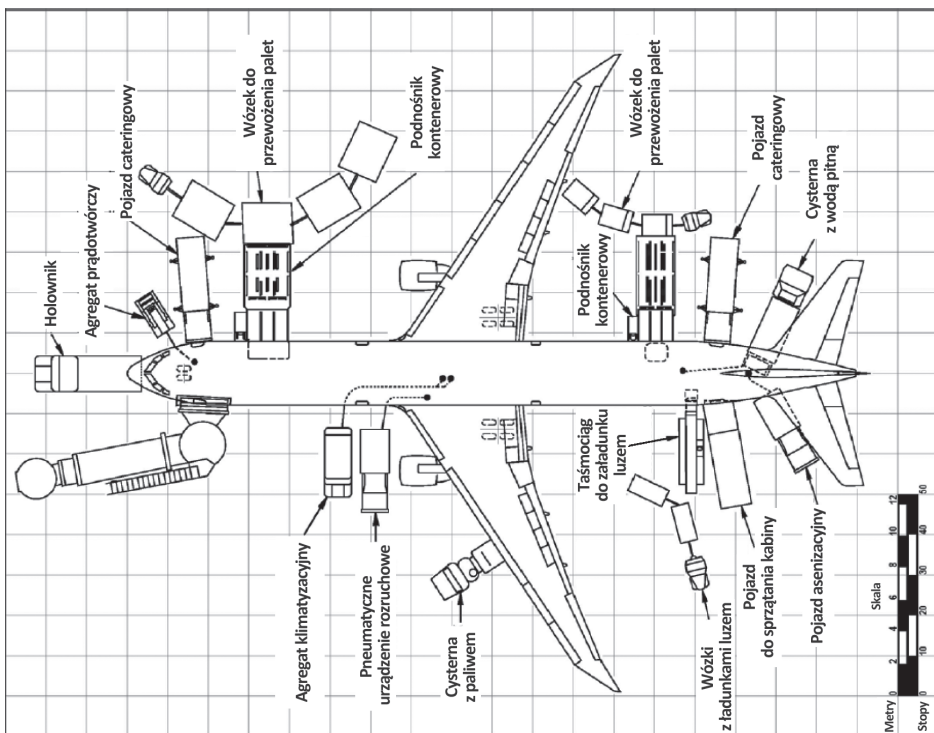 Holownik
Agregat prądotwórczy
Pojazd cateringowy
Wózek do
przewożenia palet
Podnośnik
kontenerowy
Wózek do
przewożenia palet
Podnośnik
kontenerowy
Pojazd
cateringowy
Cysterna
z wodą pitną
Agregat klimatyzacyjny
Pneumatyczne
urządzenie rozruchowe
Cysterna
z paliwem
Taśmociąg
do załadunku
luzem
Wózki
z ładunkami luzem
Pojazd
do sprzątania kabiny
Pojazd asenizacyjny
Skala
Metry
0 2 4 6 8 10 12
Stopy
0 10 20 30 40 50